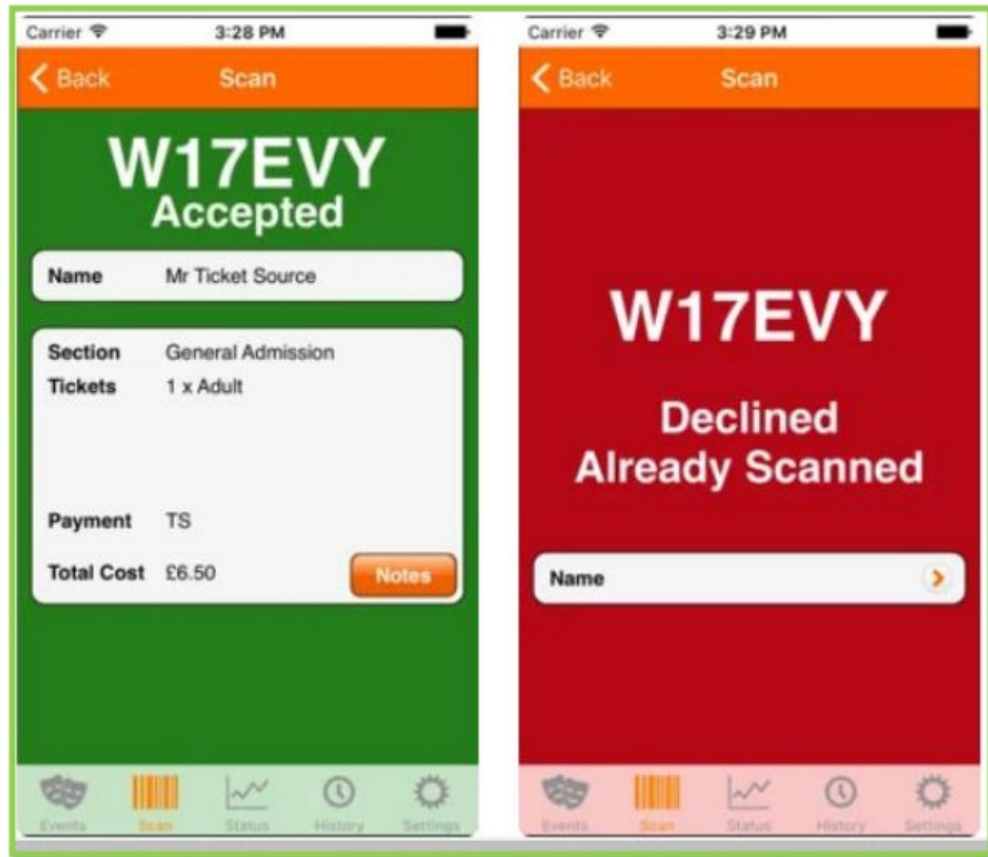 Carrier 3:28 PM
Back Scan
W17EVY
Accepted
Name Mr Ticket Source
Section General Admission
Tickets 1 x Adult
Payment TS
Total Cost £6.50 Notes
Events Scan Status History Settings
Carrier 3:29 PM
Back Scan
W17EVY
Declined
Already Scanned
Name
Events Scan Status History Settings